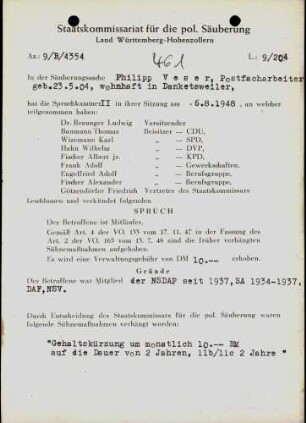 Staatskommissariat für die pol. Säuberung
Land Württemberg-Hohenzollern
Az.: 9/B/4354
L.: 9/204
461
In der Säuberungssache Philipp Veser, Postfacharbeiter
geb.23.5.04, wohnhaft in Danketsweiler,
hat die Spruchkammer II in ihrer Sitzung am -6.8.1948, an welcher
teilgenommen haben:
Dr. Benunger Ludwig Vorsitzender
Baumann Thomas Beisitzer — CDU,
Wizemann Karl „ — SPD,
Hahn Wilhelm „ — DVP,
Fischer Albert jr. „ — KPD,
Frank Adolf „ — Gewerkschaften,
Engelfried Adolf „ — Berufsgruppe,
Fischer Alexander „ — Berufsgruppe,
Götzendörfer Friedrich Vertreter des Staatskommissars
beschlossen und verkündet folgenden
SPRUCH
Der Betroffene ist Mitläufer.
Gemäß Art. 4 der VO. 133 vom 17. 11. 47 in der Fassung des
Art. 2 der VO. 165 vom 13. 7. 48 sind die früher verhängten
Sühnemaßnahmen aufgehoben.
Es wird eine Verwaltungsgebühr von DM 10.-- erhoben.
Gründe
Der Betroffene war Mitglied der NSDAP seit 1937, SA 1934-1937,
DAF, NSV.
Durch Entscheidung des Staatskommissars für die pol. Säuberung waren
folgende Sühnemaßnahmen verhängt worden:
"Gehaltskürzung um monatlich 10.-- RM
auf die Dauer von 2 Jahren, 11b/11c 2 Jahre "